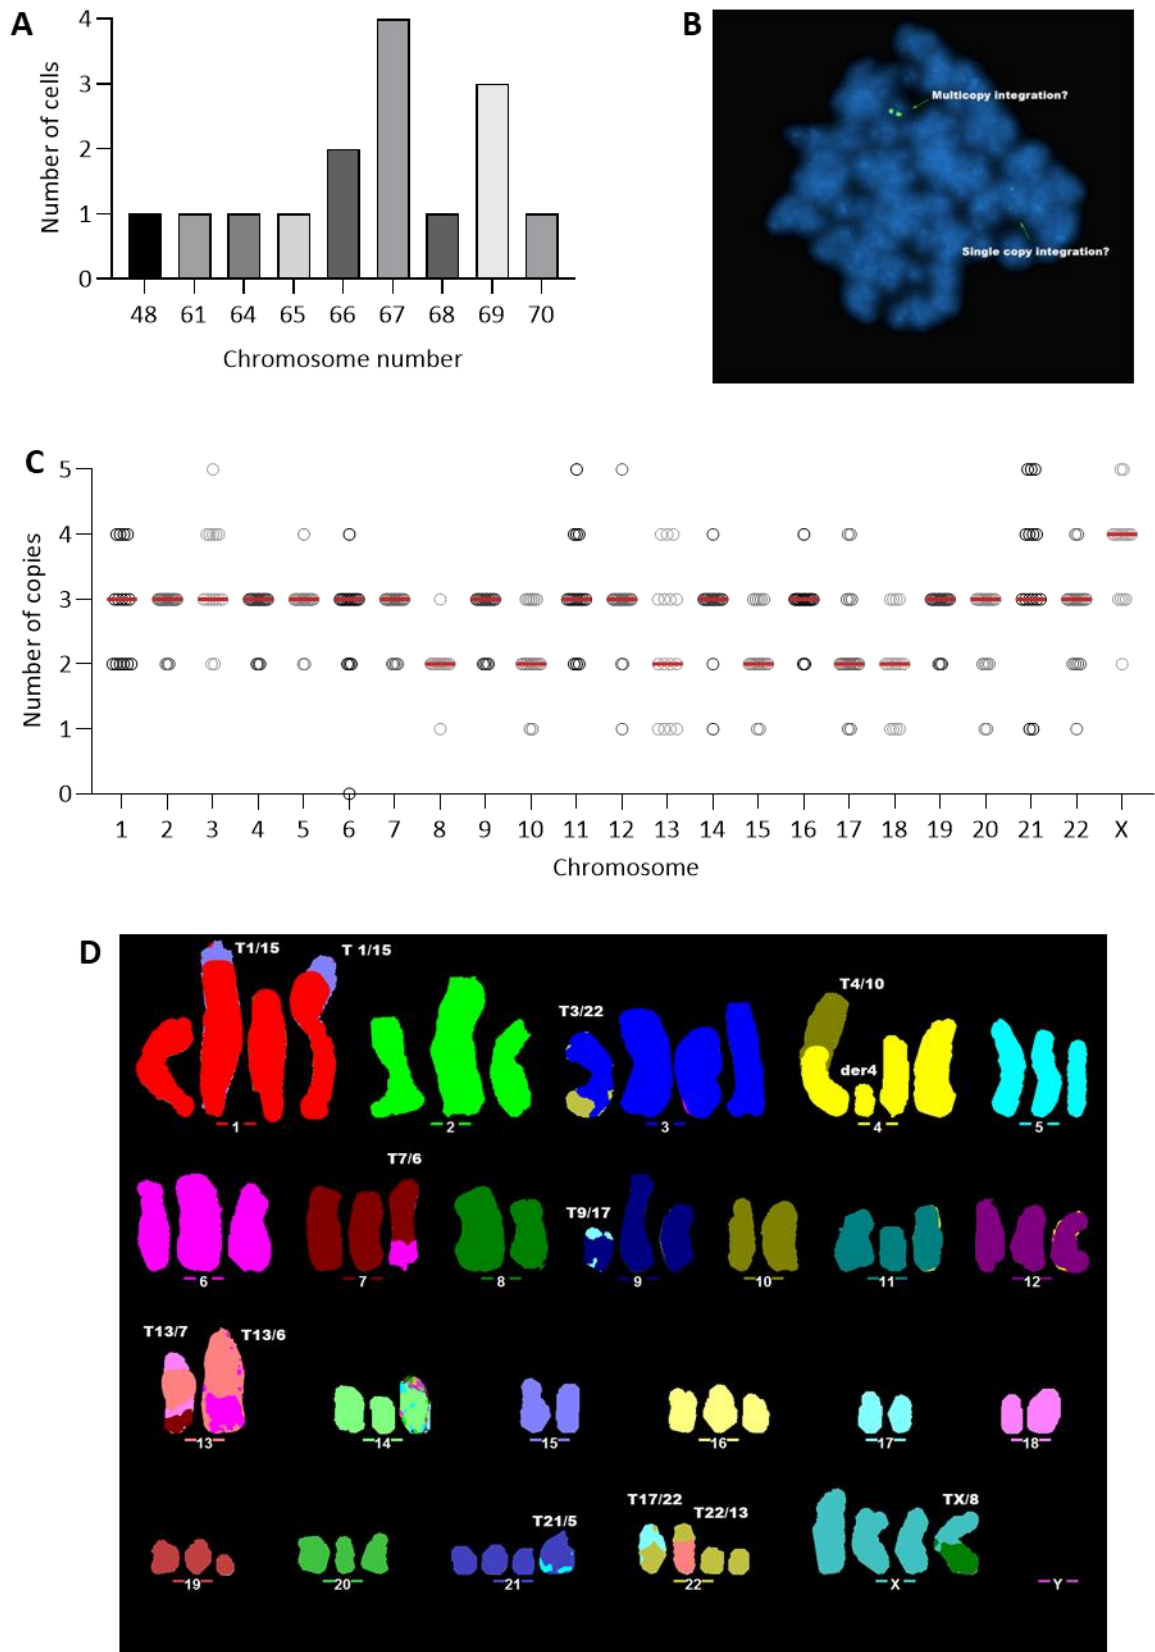 A
4
3
2
1
0
Number of cells
48 61 64 65 66 67 68 69 70
Chromosome number
B
Multicopy integration?
Single copy integration?
C
5
4
3
2
1
0
Number of copies
1 2 3 4 5 6 7 8 9 10 11 12 13 14 15 16 17 18 19 20 21 22 X
Chromosome
D
T1/15 T 1/15
T3/22
T4/10
der4
1 2 3 4 5
T7/6
T9/17
6 7 8 9 10 11 12
T13/7 T13/6
13 14 15 16 17 18
T21/5
T17/22
T22/13
TX/8
19 20 21 22 X Y